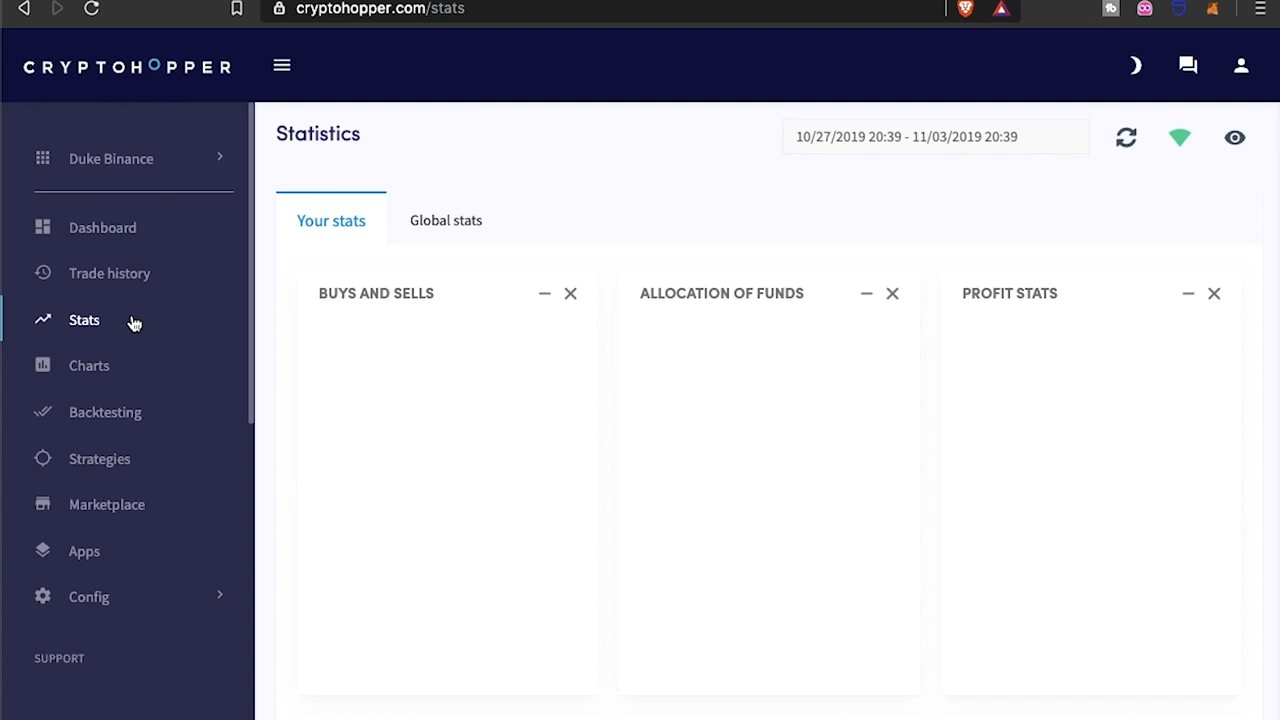 cryptohopper.com/stats
CRYPTOHOPPER
Statistics
10/27/2019 20:39 - 11/03/2019 20:39
Duke Binance
Dashboard
Trade history
Stats
Charts
Backtesting
Strategies
Marketplace
Apps
Config
SUPPORT
Your stats
Global stats
BUYS AND SELLS
ALLOCATION OF FUNDS
PROFIT STATS